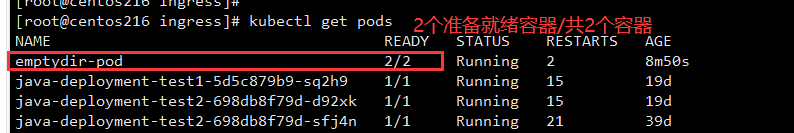 [root@centos216 ingress]#
[root@centos216 ingress]# kubectl get pods
2个准备就绪容器/共2个容器
NAME READY STATUS RESTARTS AGE
emptydir-pod 2/2 Running 2 8m50s
java-deployment-test1-5d5c879b9-sq2h9 1/1 Running 15 19d
java-deployment-test2-698db8f79d-d92xk 1/1 Running 15 19d
java-deployment-test2-698db8f79d-sfj4n 1/1 Running 21 39d